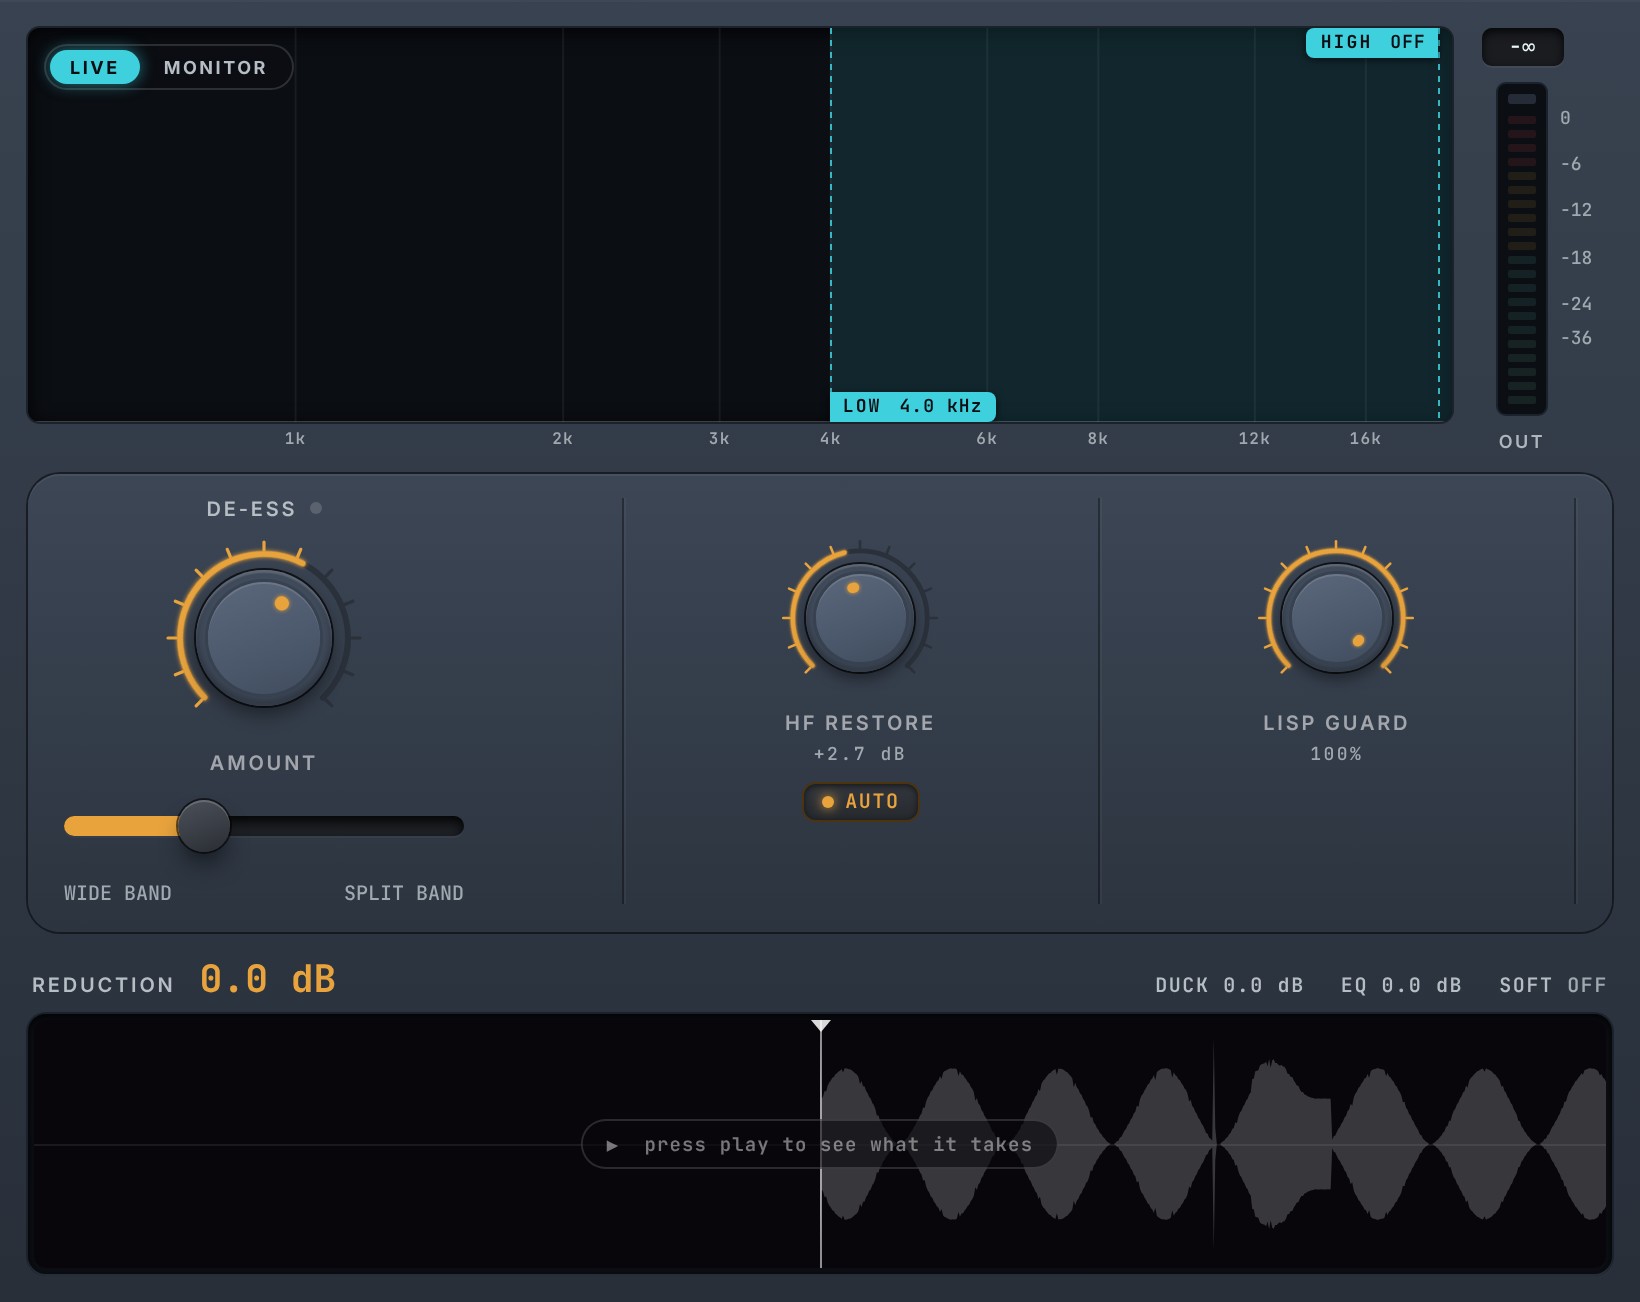 LIVE MONITOR
HIGH OFF
-∞
0
-6
-12
-18
-24
-36
LOW 4.0 kHz
1k 2k 3k 4k 6k 8k 12k 16k
OUT
DE-ESS
AMOUNT
WIDE BAND SPLIT BAND
HF RESTORE
+2.7 dB
AUTO
LISP GUARD
100%
REDUCTION 0.0 dB
DUCK 0.0 dB EQ 0.0 dB SOFT OFF
▶ press play to see what it takes